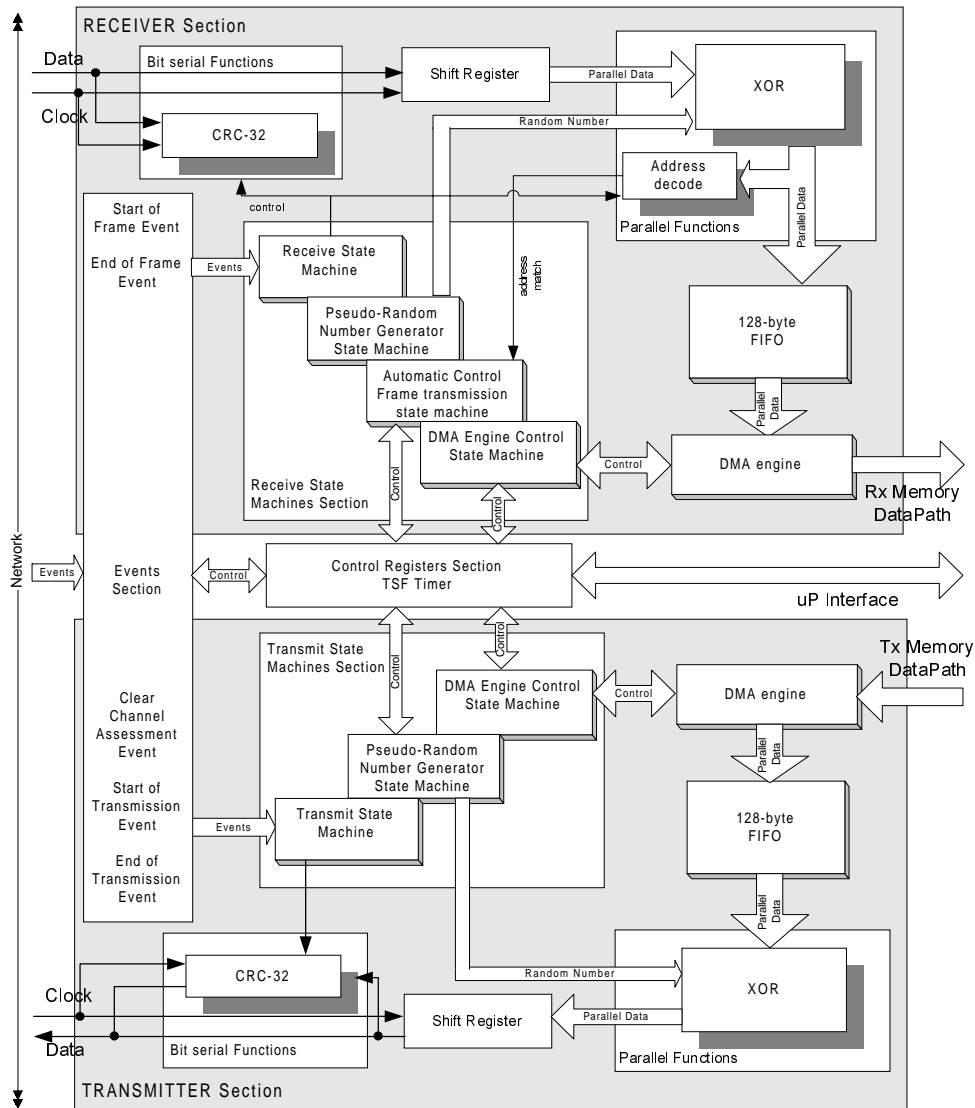 RECEIVER Section
Data
Clock
Bit serial Functions
CRC-32
Shift Register
Parallel Data
XOR
Random Number
Address
decode
Parallel Data
Parallel Functions
control
Start of
Frame Event
End of Frame
Event
Events
Receive State
Machine
address
match
Pseudo-Random
Number Generator
State Machine
128-byte
FIFO
Automatic Control
Frame transmission
state machine
Parallel
Data
DMA Engine Control
State Machine
Control
DMA engine
Receive State
Machines Section
Control
Control
Rx Memory
DataPath
Network
Events
Events
Section
Control
Control Registers Section
TSF Timer
uP Interface
Transmit State
Machines Section
Control
Control
Tx Memory
DataPath
DMA Engine Control
State Machine
Control
DMA engine
Clear
Channel
Assessment
Event
Parallel
Data
Pseudo-Random
Number Generator
State Machine
Start of
Transmission
Event
Events
Transmit State
Machine
128-byte
FIFO
End of
Transmission
Event
Parallel
Data
CRC-32
Random Number
XOR
Clock
Shift Register
Parallel Data
Data
Bit serial Functions
Parallel Functions
TRANSMITTER Section